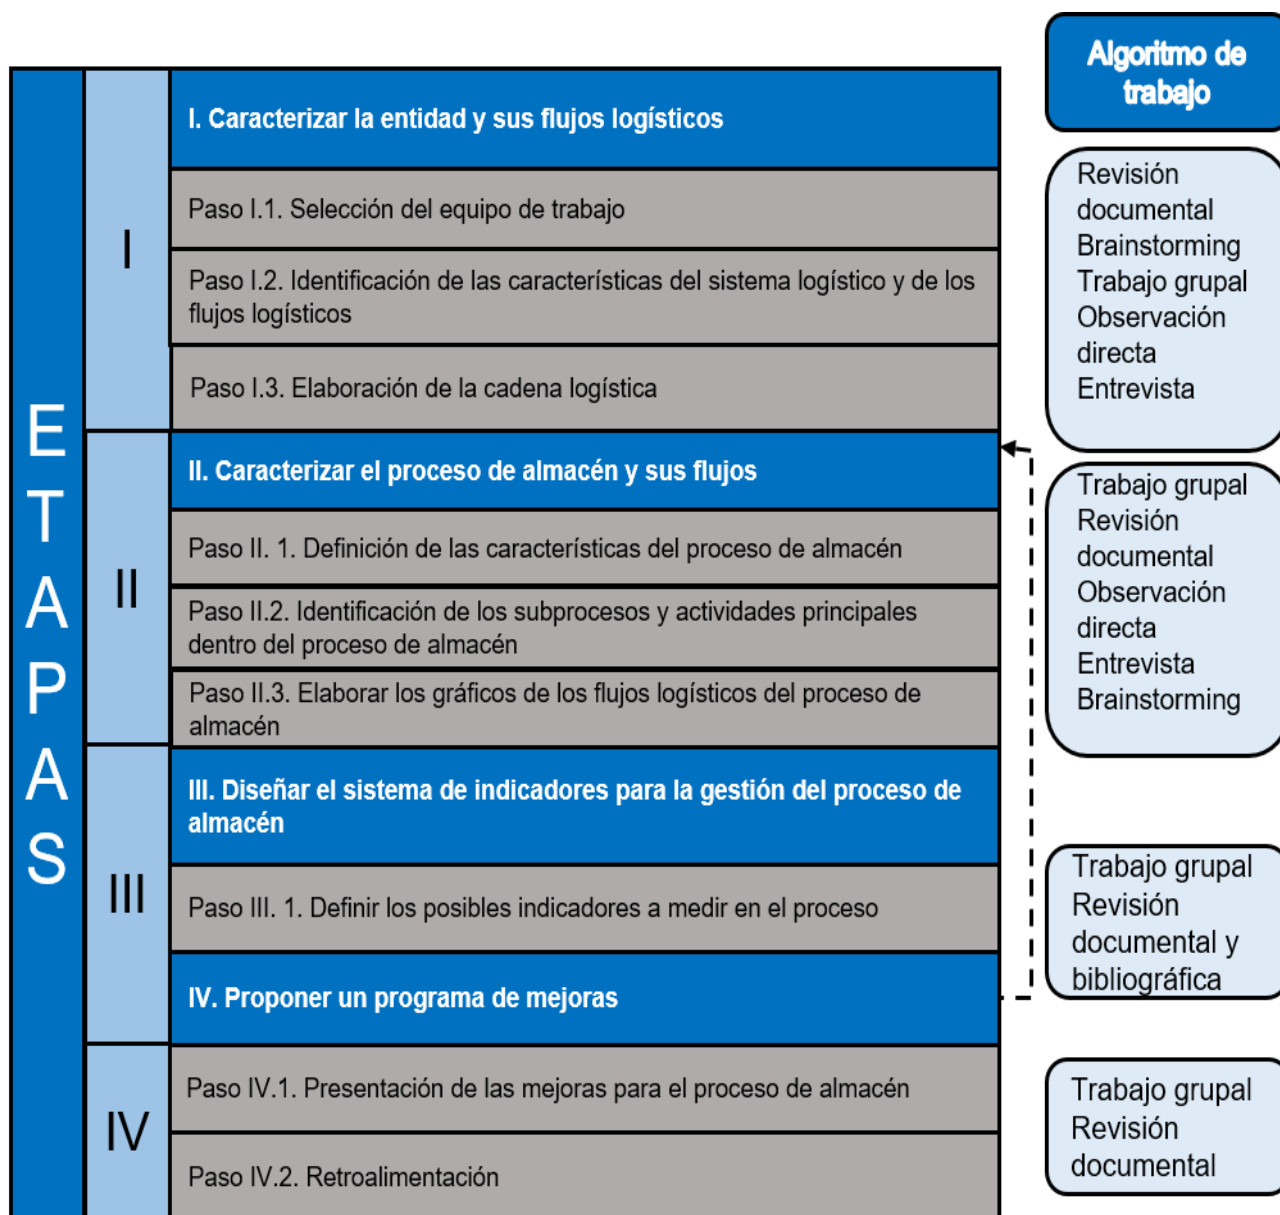 Algoritmo de
trabajo
ETAPAS
I
I. Caracterizar la entidad y sus flujos logísticos
Paso I.1. Selección del equipo de trabajo
Paso I.2. Identificación de las características del sistema logístico y de los
flujos logísticos
Paso I.3. Elaboración de la cadena logística
Revisión
documental
Brainstorming
Trabajo grupal
Observación
directa
Entrevista
II
II. Caracterizar el proceso de almacén y sus flujos
Paso II. 1. Definición de las características del proceso de almacén
Paso II.2. Identificación de los subprocesos y actividades principales
dentro del proceso de almacén
Paso II.3. Elaborar los gráficos de los flujos logísticos del proceso de
almacén
Trabajo grupal
Revisión
documental
Observación
directa
Entrevista
Brainstorming
III
III. Diseñar el sistema de indicadores para la gestión del proceso de
almacén
Paso III. 1. Definir los posibles indicadores a medir en el proceso
Trabajo grupal
Revisión
documental y
bibliográfica
IV. Proponer un programa de mejoras
IV
Paso IV.1. Presentación de las mejoras para el proceso de almacén
Paso IV.2. Retroalimentación
Trabajo grupal
Revisión
documental